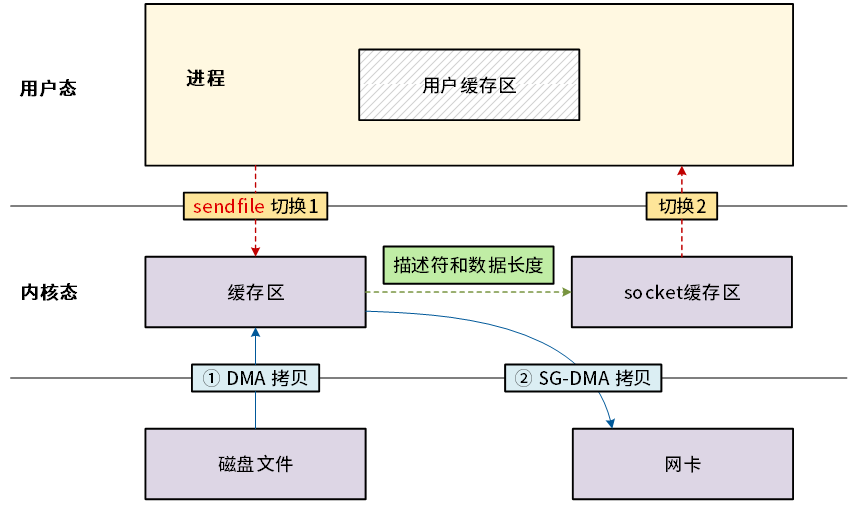 用户态
进程
用户缓存区
sendfile 切换1
切换2
描述符和数据长度
内核态
缓存区
socket缓存区
① DMA 拷贝
② SG-DMA 拷贝
磁盘文件
网卡